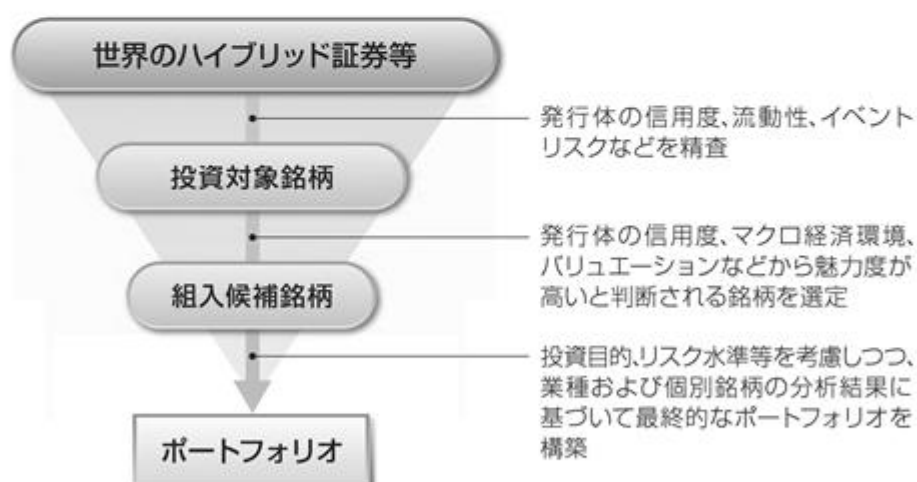 世界のハイブリッド証券等
発行体の信用度、流動性、イベント
リスクなどを精査
投資対象銘柄
発行体の信用度、マクロ経済環境、
バリュエーションなどから魅力度が
高いと判断される銘柄を選定
組入候補銘柄
投資目的、リスク水準等を考慮しつつ、
業種および個別銘柄の分析結果に
基づいて最終的なポートフォリオを
構築
ポートフォリオ